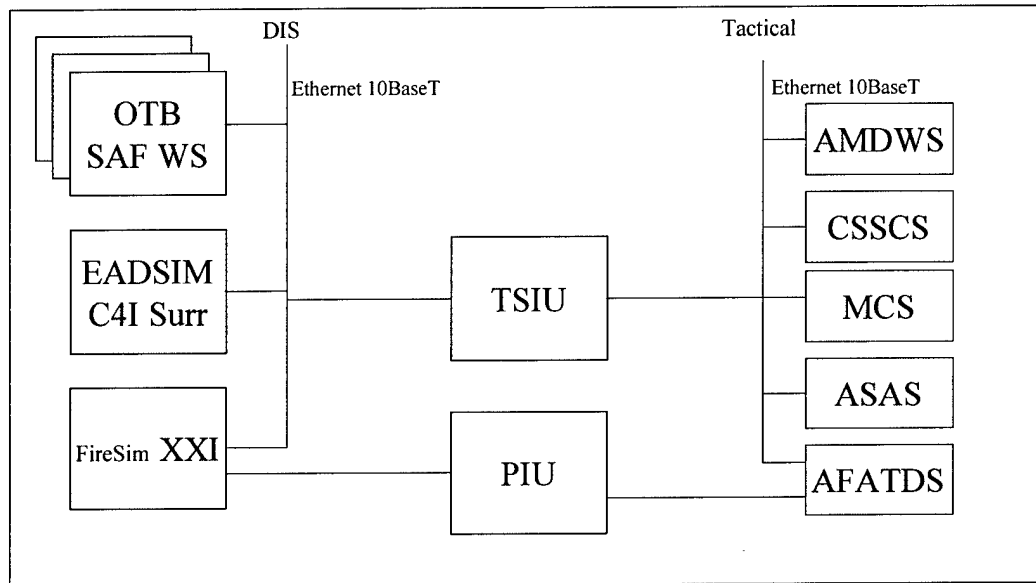 DIS
Tactical
Ethernet 10BaseT
Ethernet 10BaseT
OTB
SAF WS
AMDWS
CSSCS
EADSIM
C4I Surr
TSIU
MCS
ASAS
FireSim XXI
PIU
AFATDS